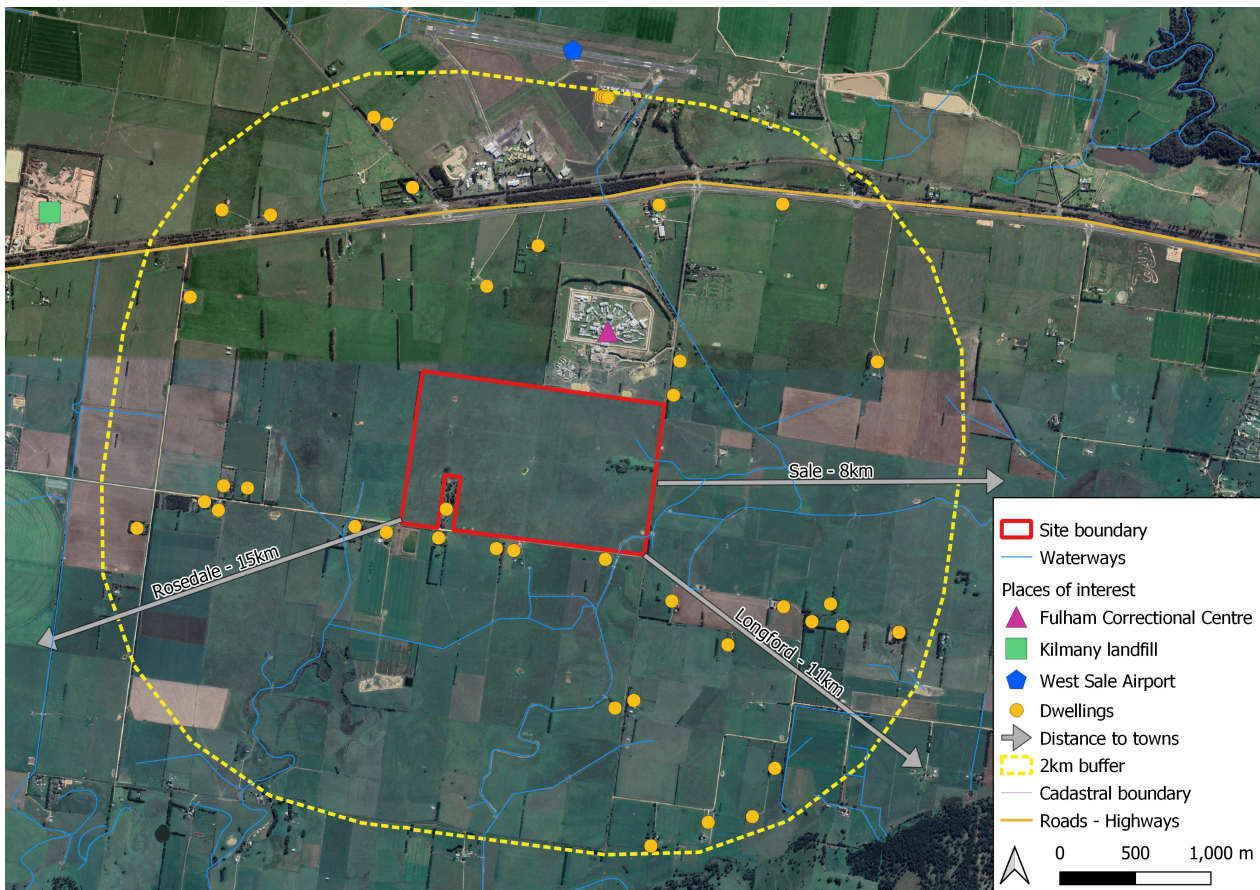 Sale - 8km
Rosedale - 15km
Longford - 11km
Site boundary
Waterways
Places of interest
Fulham Correctional Centre
Kilmany landfill
West Sale Airport
Dwellings
Distance to towns
2km buffer
Cadastral boundary
Roads - Highways
0 500 1,000 m